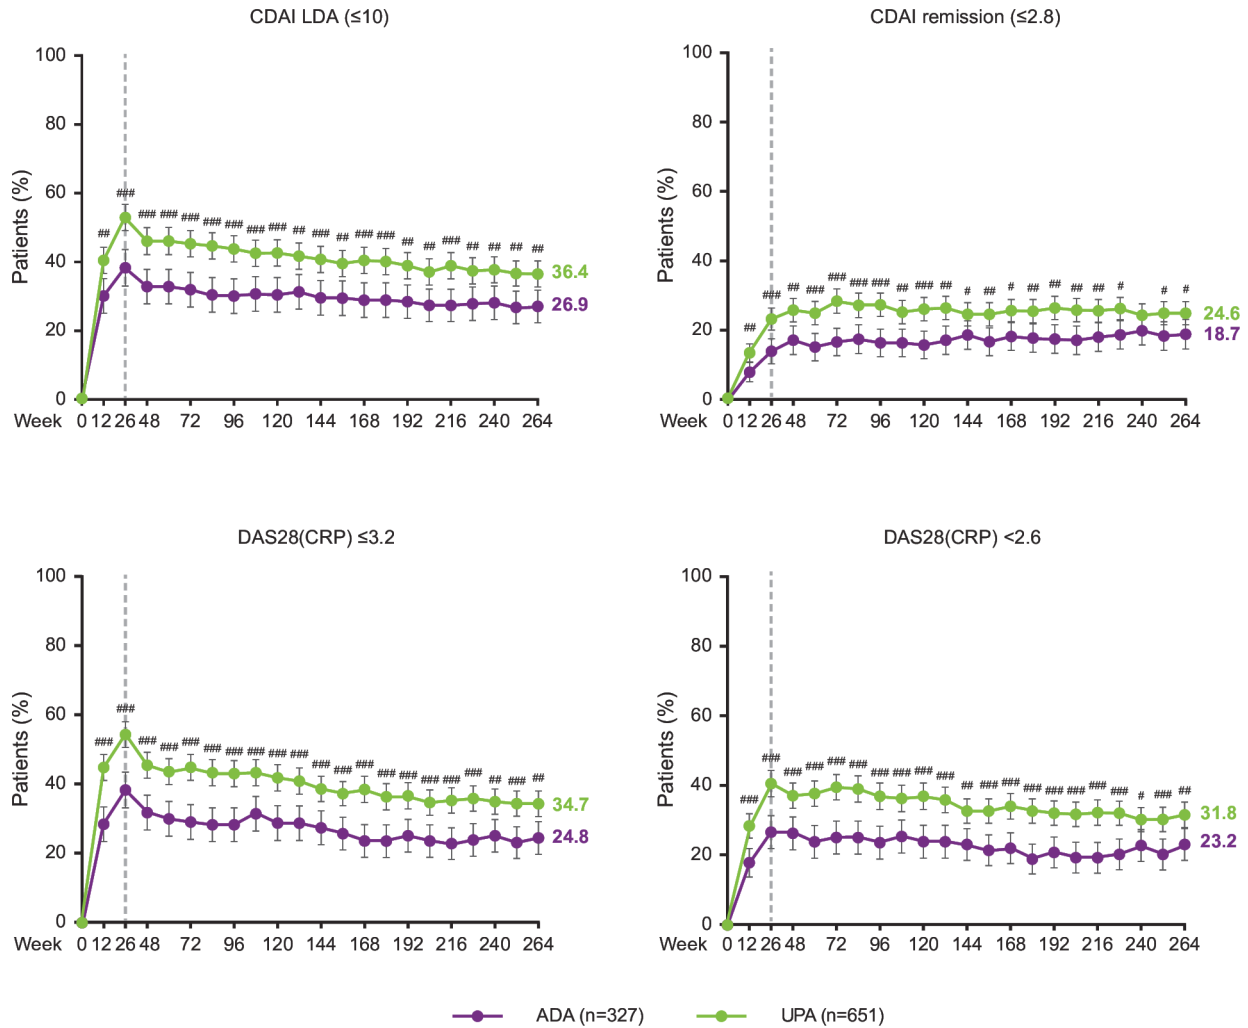 CDAI LDA (≤10)
100
80
60
40
20
0
Patients (%)
### ## ### ### ### ### ### ### ### ## ### ## ### ### ## ## ### ## ## ## ##
36.4
26.9
Week 0 12 26 48 72 96 120 144 168 192 216 240 264
CDAI remission (≤2.8)
100
80
60
40
20
0
Patients (%)
## ### ## ### ### ### ### ## ### ## # ## # ## ## ## ## # # #
24.6
18.7
Week 0 12 26 48 72 96 120 144 168 192 216 240 264
DAS28(CRP) ≤3.2
100
80
60
40
20
0
Patients (%)
### ### ### ### ### ### ### ### ### ### ### ### ### ### ### ### ### ### ## ### ##
34.7
24.8
Week 0 12 26 48 72 96 120 144 168 192 216 240 264
DAS28(CRP) <2.6
100
80
60
40
20
0
Patients (%)
### ### ### ### ### ### ### ### ### ### ## ### ### ### ### ### ### ### # ### ##
31.8
23.2
Week 0 12 26 48 72 96 120 144 168 192 216 240 264
ADA (n=327) UPA (n=651)